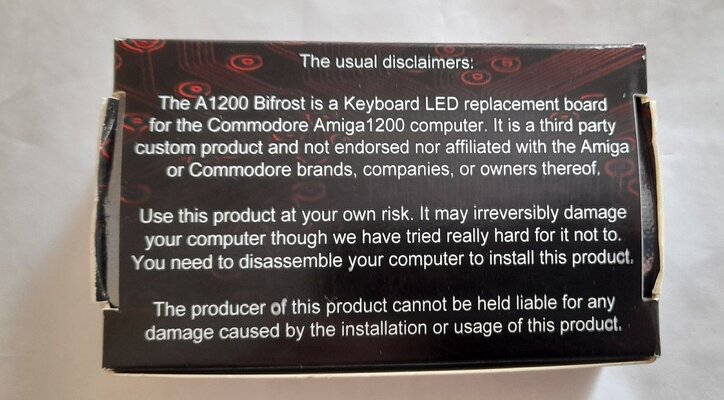 The usual disclaimers:
The A1200 Bifrost is a Keyboard LED replacement board
for the Commodore Amiga1200 computer. It is a third party
custom product and not endorsed nor affiliated with the Amiga
or Commodore brands, companies, or owners thereof.
Use this product at your own risk. It may irreversibly damage
your computer though we have tried really hard for it not to.
You need to disassemble your computer to install this product.
The producer of this product cannot be held liable for any
damage caused by the installation or usage of this product.